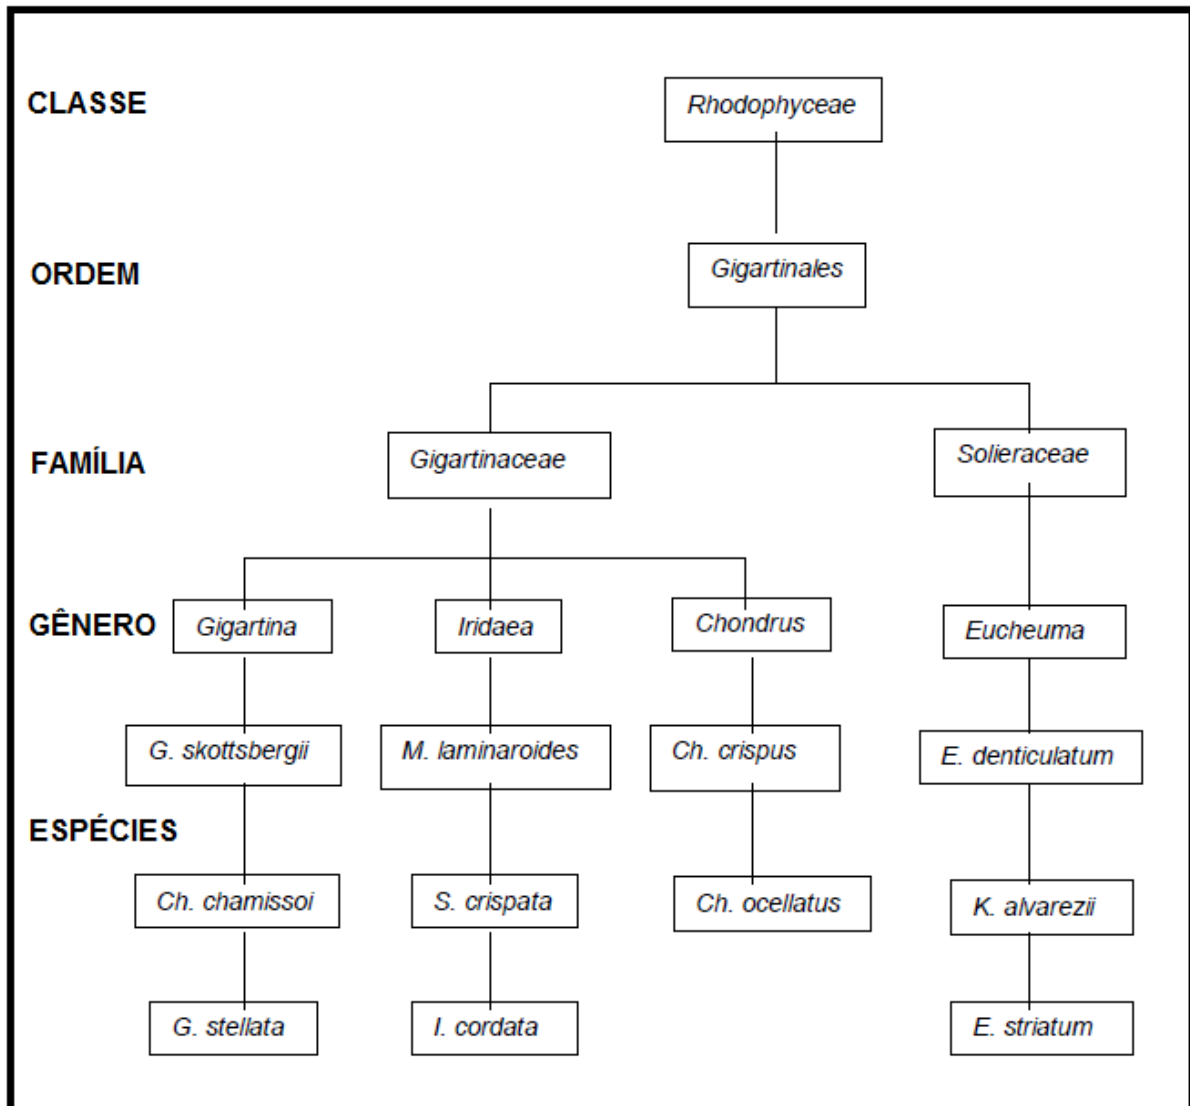 CLASSE
Rhodophyceae
ORDEM
Gigartinales
FAMÍLIA
Gigartinaceae
Solieraceae
GÊNERO
Gigartina
Iridaea
Chondrus
Eucheuma
G. skottsbergii
M. laminaroides
Ch. crispus
E. denticulatum
ESPÉCIES
Ch. chamissoi
S. crispata
Ch. ocellatus
K. alvarezii
G. stellata
I. cordata
E. striatum